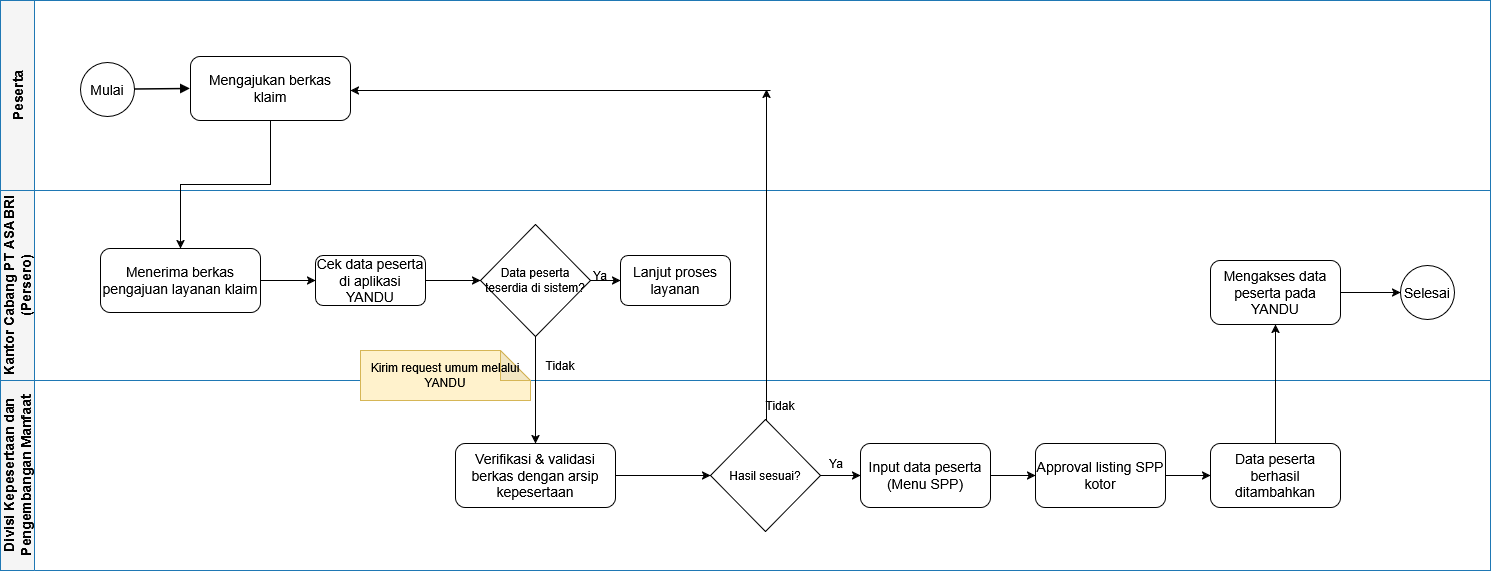 Peserta
Mulai
Mengajukan berkas
klaim
Kantor Cabang PT ASABRI
(Persero)
Menerima berkas
pengajuan layanan klaim
Cek data peserta
di aplikasi
YANDU
Data peserta
teserdia di sistem?
Ya
Lanjut proses
layanan
Tidak
Kirim request umum melalui
YANDU
Mengakses data
peserta pada
YANDU
Selesai
Divisi Kepesertaan dan
Pengembangan Manfaat
Verifikasi & validasi
berkas dengan arsip
kepesertaan
Tidak
Hasil sesuai?
Ya
Input data peserta
(Menu SPP)
Approval listing SPP
kotor
Data peserta
berhasil
ditambahkan